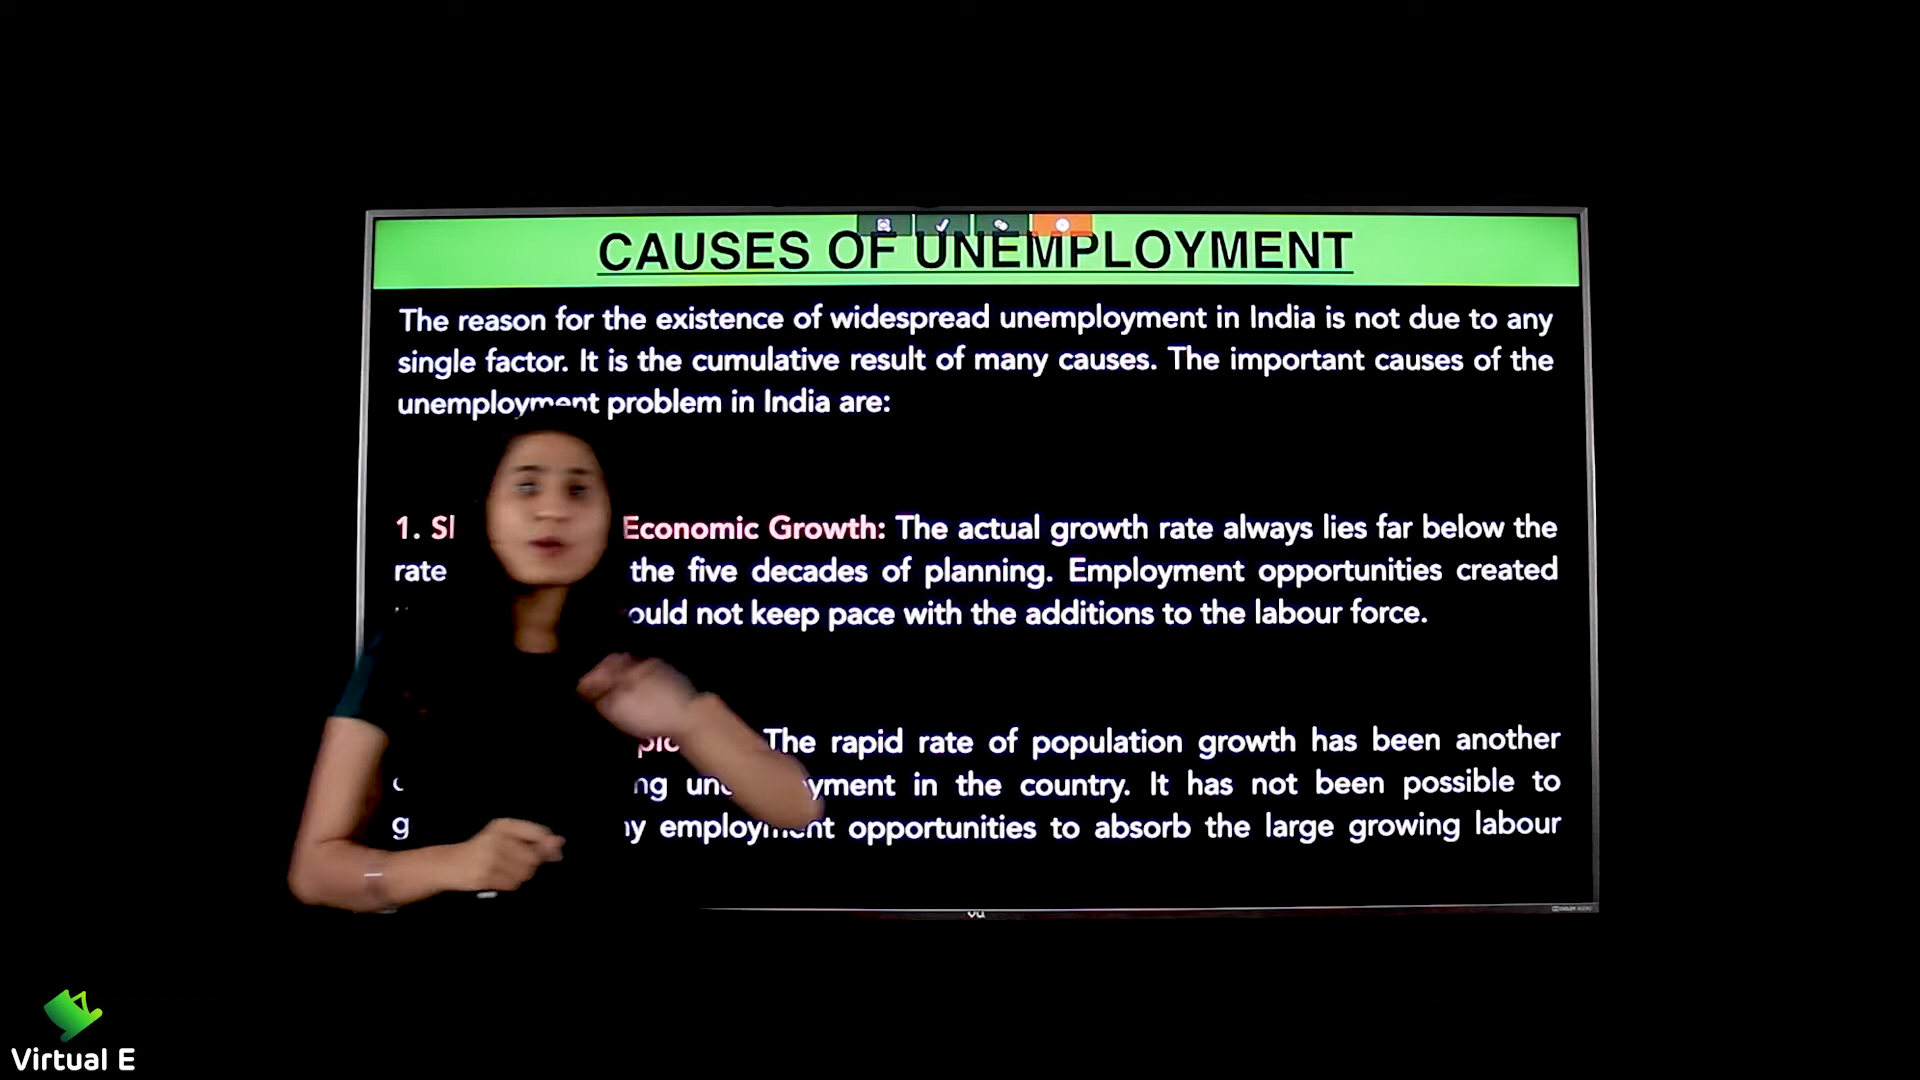 CAUSES OF UNEMPLOYMENT
The reason for the existence of widespread unemployment in India is not due to any
single factor. It is the cumulative result of many causes. The important causes of the
unemployment problem in India are:
1. Economic Growth: The actual growth rate always lies far below the
rate the five decades of planning. Employment opportunities created
not keep pace with the additions to the labour force.
The rapid rate of population growth has been another
in the country. It has not been possible to
employment opportunities to absorb the large growing labour
Virtual E